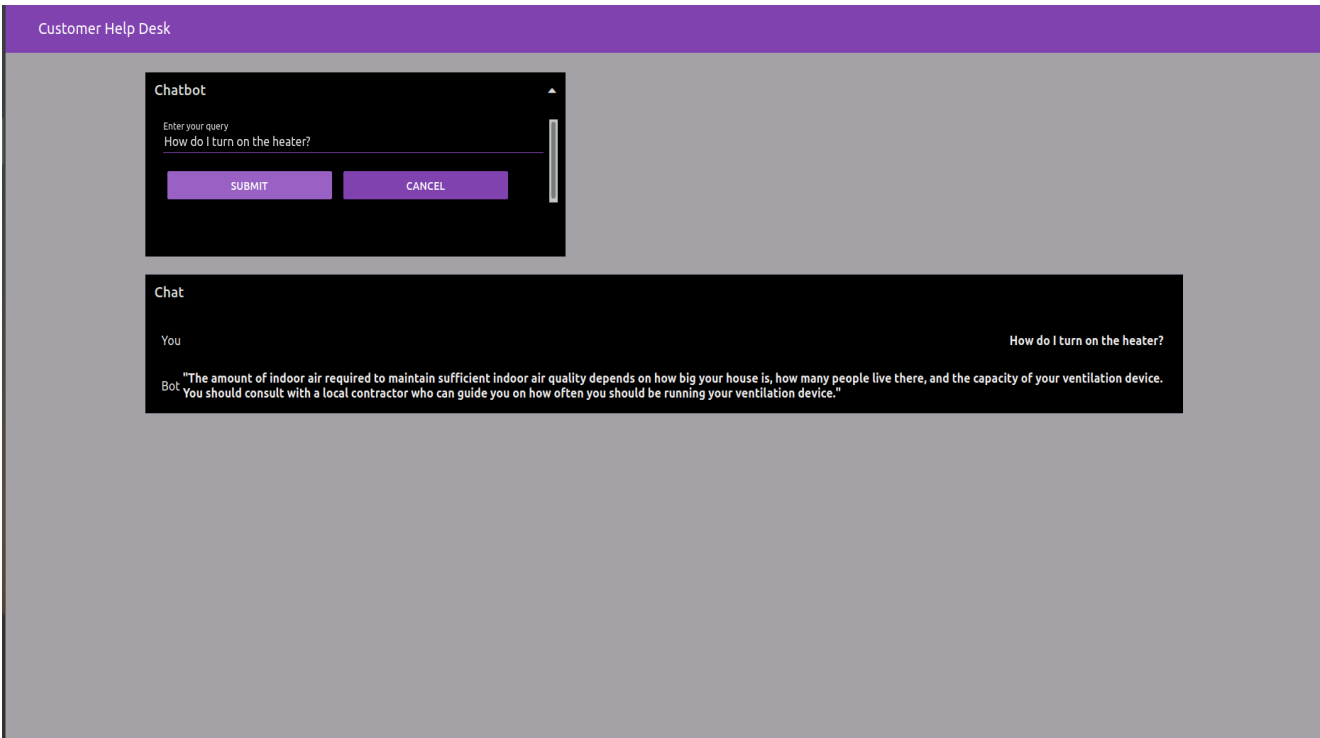 Customer Help Desk
Chatbot
Enter your query
How do I turn on the heater?
SUBMIT CANCEL
Chat
You How do I turn on the heater?
Bot "The amount of indoor air required to maintain sufficient indoor air quality depends on how big your house is, how many people live there, and the capacity of your ventilation device.
You should consult with a local contractor who can guide you on how often you should be running your ventilation device."